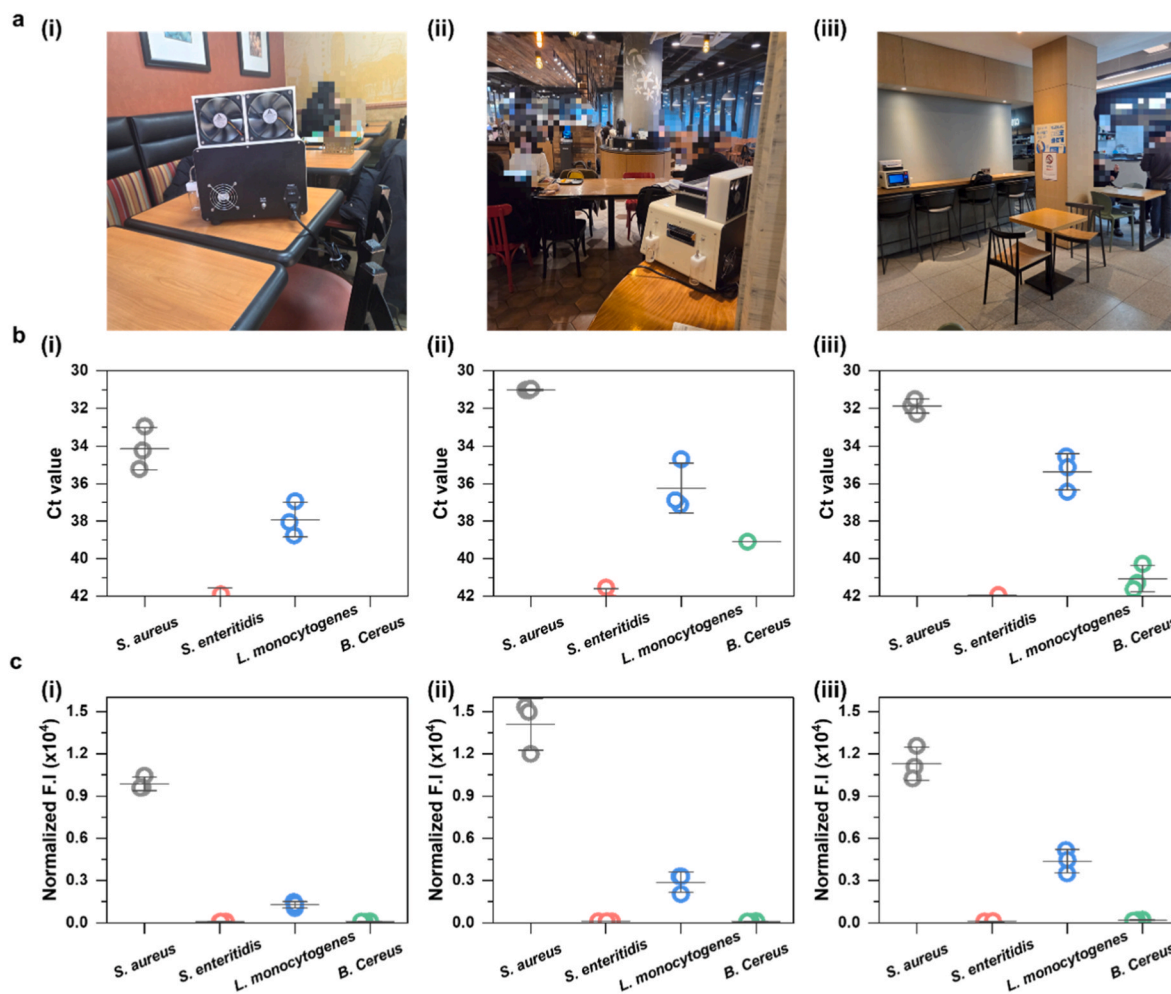 a
(i) (ii) (iii)
b
(i) (ii) (iii)
Ct value
30
32
34
36
38
40
42
S. aureus
S. enteritidis
L. monocytogenes
B. Cereus
Ct value
30
32
34
36
38
40
42
S. aureus
S. enteritidis
L. monocytogenes
B. Cereus
Ct value
30
32
34
36
38
40
42
S. aureus
S. enteritidis
L. monocytogenes
B. Cereus
c
(i) (ii) (iii)
Normalized F.I (x10⁴)
1.5
1.2
0.9
0.6
0.3
0.0
S. aureus
S. enteritidis
L. monocytogenes
B. Cereus
Normalized F.I (x10⁴)
1.5
1.2
0.9
0.6
0.3
0.0
S. aureus
S. enteritidis
L. monocytogenes
B. Cereus
Normalized F.I (x10⁴)
1.5
1.2
0.9
0.6
0.3
0.0
S. aureus
S. enteritidis
L. monocytogenes
B. Cereus